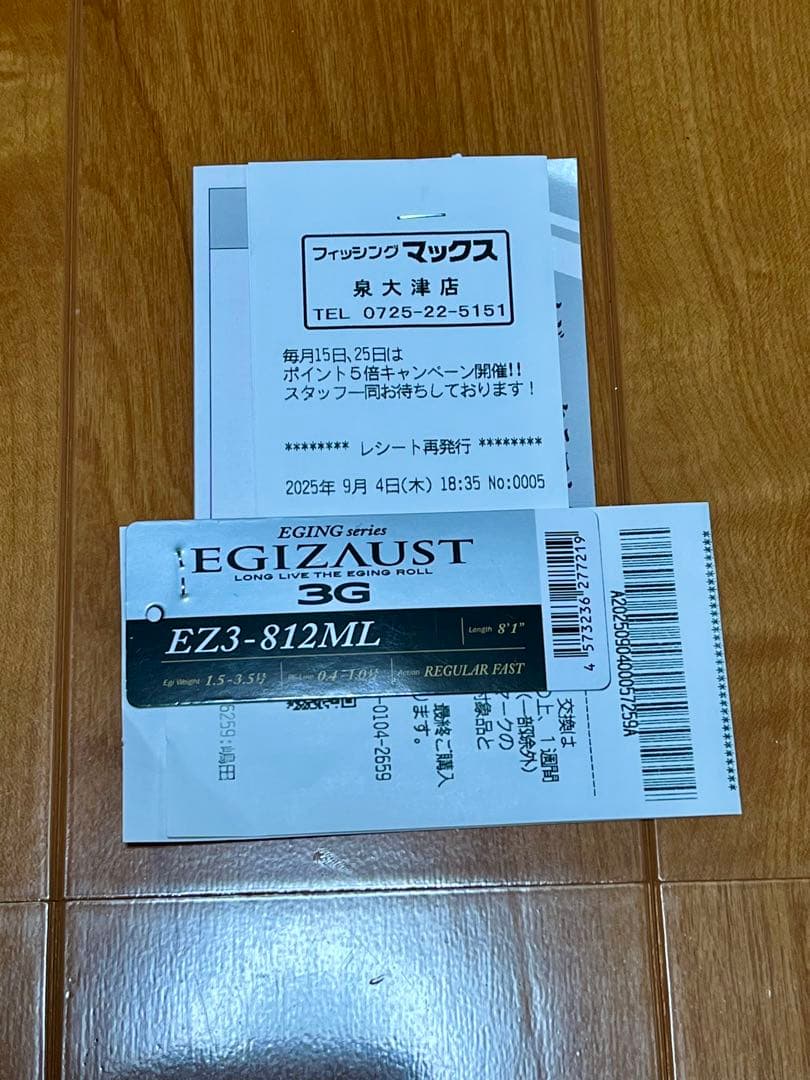 フィッシング マックス
泉大津店
TEL 0725-22-5151
毎月15日、25日は
ポイント5倍キャンペーン開催!!
スタッフ一同お待ちしております!
******** レシート再発行 ********
2025年 9月 4日(木) 18:35 No:0005
EGING series
EGIZAUST
LONG LIVE THE EGING ROLL
3G
EZ3-812ML
Length 8'1"
Egi Weight 1.5-3.5号
0.4-1.0号
Action REGULAR FAST
4 573236 277219
A20250904000057259A
交換は
上、1週間
(一部除外)
マークの
対象品と
最終ご購入
ます。
-0104-2659
6259:嶋田